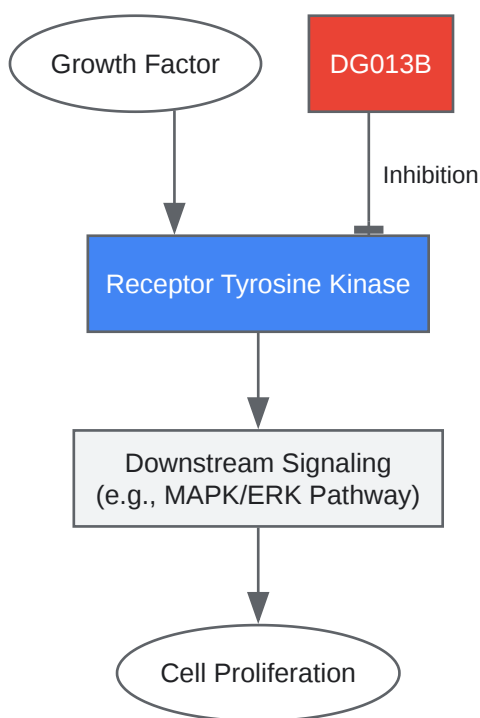 Growth Factor
DG013B
Inhibition
Receptor Tyrosine Kinase
Downstream Signaling
(e.g., MAPK/ERK Pathway)
Cell Proliferation